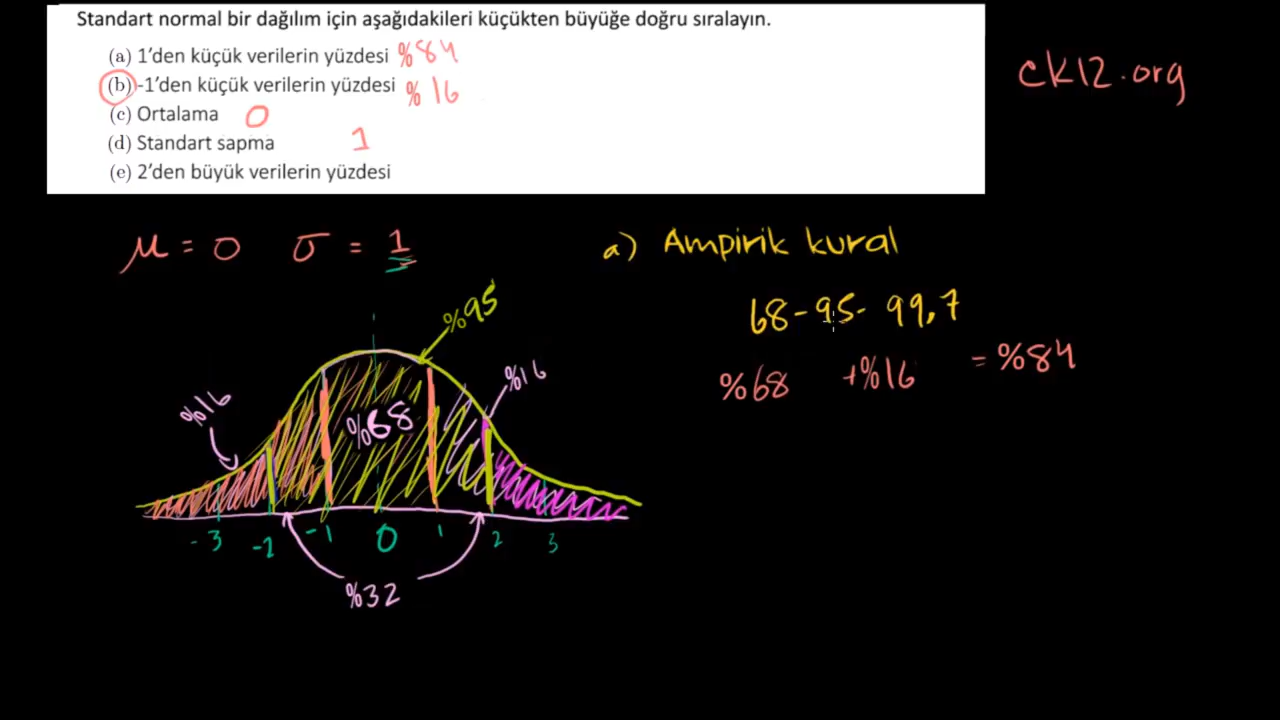 Standart normal bir dağılım için aşağıdakileri küçükten büyüğe doğru sıralayın.
(a) 1'den küçük verilerin yüzdesi %84
(b) -1'den küçük verilerin yüzdesi %16
(c) Ortalama 0
(d) Standart sapma 1
(e) 2'den büyük verilerin yüzdesi
ck12.org
μ = 0 σ = 1
a) Ampirik kural
68-95-99,7
%68 +%16 = %84
%95
%16
%16
%68
-3 -2 -1 0 1 2 3
%32